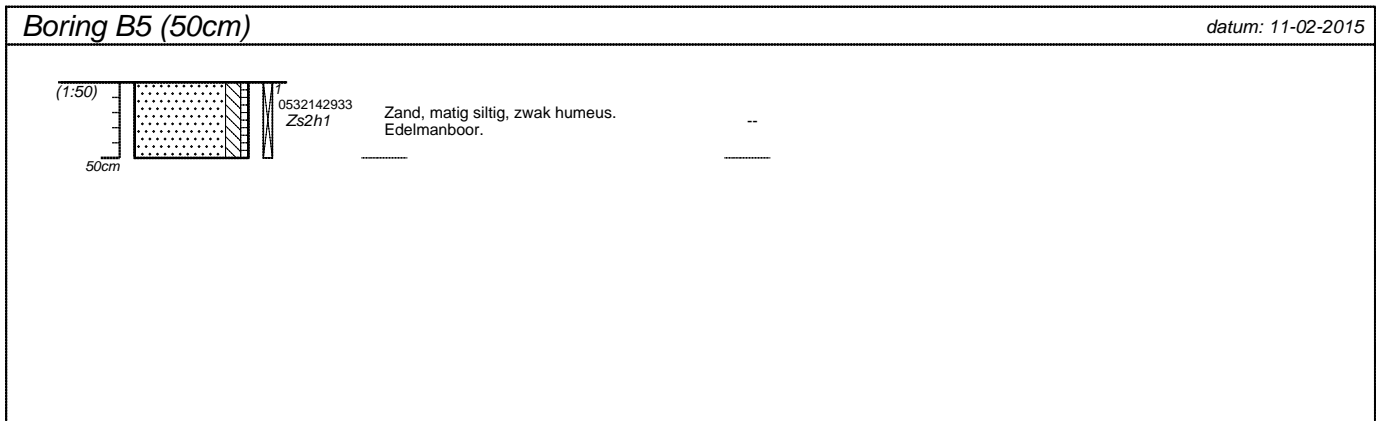 Boring B5 (50cm)
datum: 11-02-2015
(1:50)
1
0532142933
Zs2h1
Zand, matig siltig, zwak humeus.
Edelmanboor.
--
50cm